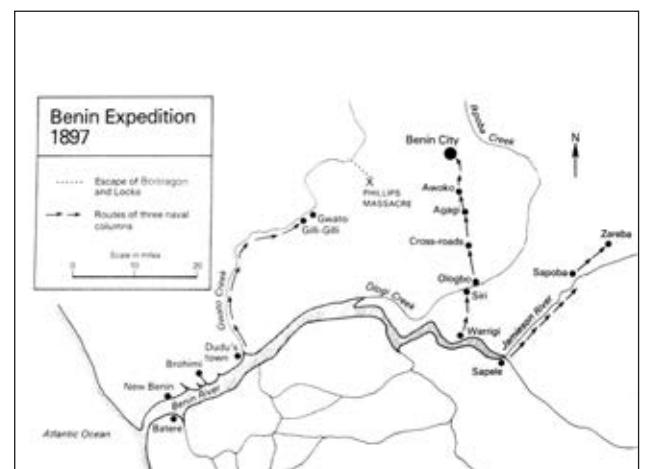 Benin Expedition
1897
Escape of Boisragon
and Locke
Routes of three naval
columns
Scale in miles
0 10 20
Benin City
Ikpoba Creek
N
PHILLIPS
MASSACRE
Awoko
Agagi
Gwato
Gilli-Gilli
Cross-roads
Zareba
Sapoba
Ologbo
Siri
Ologi Creek
Gwato Creek
Jamieson River
Warrigi
Dudu's
town
Brohimi
Sapele
New Benin
Benin River
Batere
Atlantic Ocean